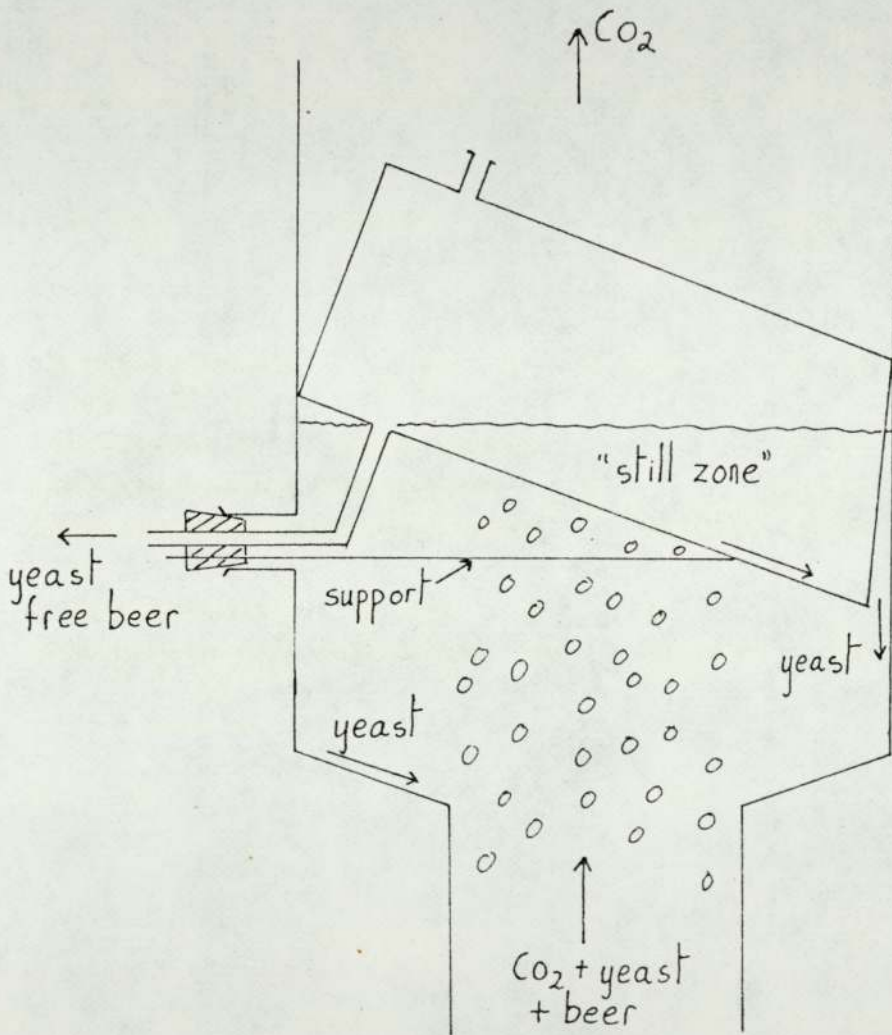 CO2
"still zone"
yeast
free beer
support
yeast
yeast
CO2 + yeast
+ beer